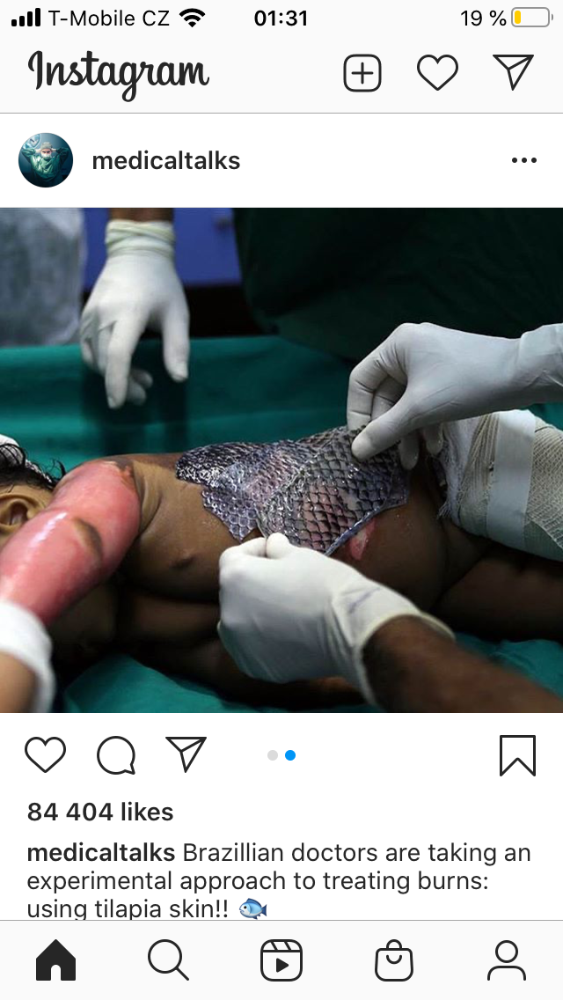 T-Mobile CZ 01:31 19 %
Instagram
medicaltalks
84 404 likes
medicaltalks Brazillian doctors are taking an
experimental approach to treating burns:
using tilapia skin!! 🐟